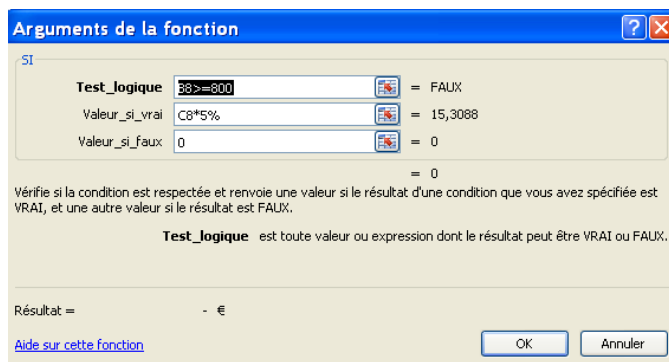 Arguments de la fonction
SI
Test_logique B8>=800 = FAUX
Valeur_si_vrai C8*5% = 15,3088
Valeur_si_faux 0 = 0
= 0
Vérifie si la condition est respectée et renvoie une valeur si le résultat d'une condition que vous avez spécifiée est
VRAI, et une autre valeur si le résultat est FAUX.
Test_logique est toute valeur ou expression dont le résultat peut être VRAI ou FAUX.
Résultat = - €
Aide sur cette fonction OK Annuler